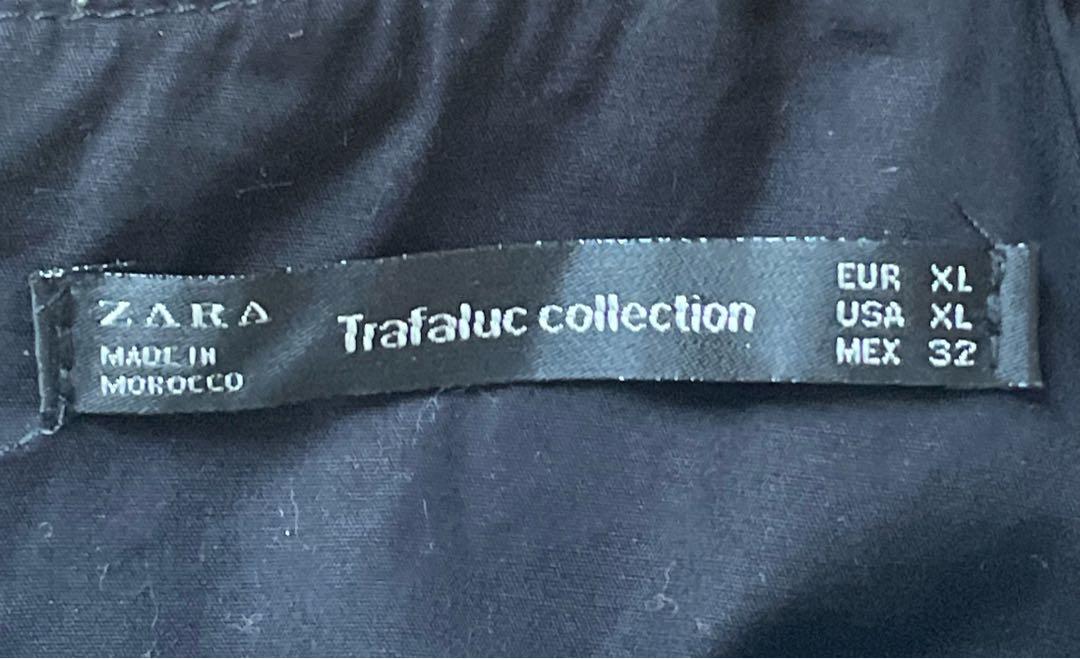 ZARA
MADE IN
MOROCCO
Trafaluc collection
EUR XL
USA XL
MEX 32